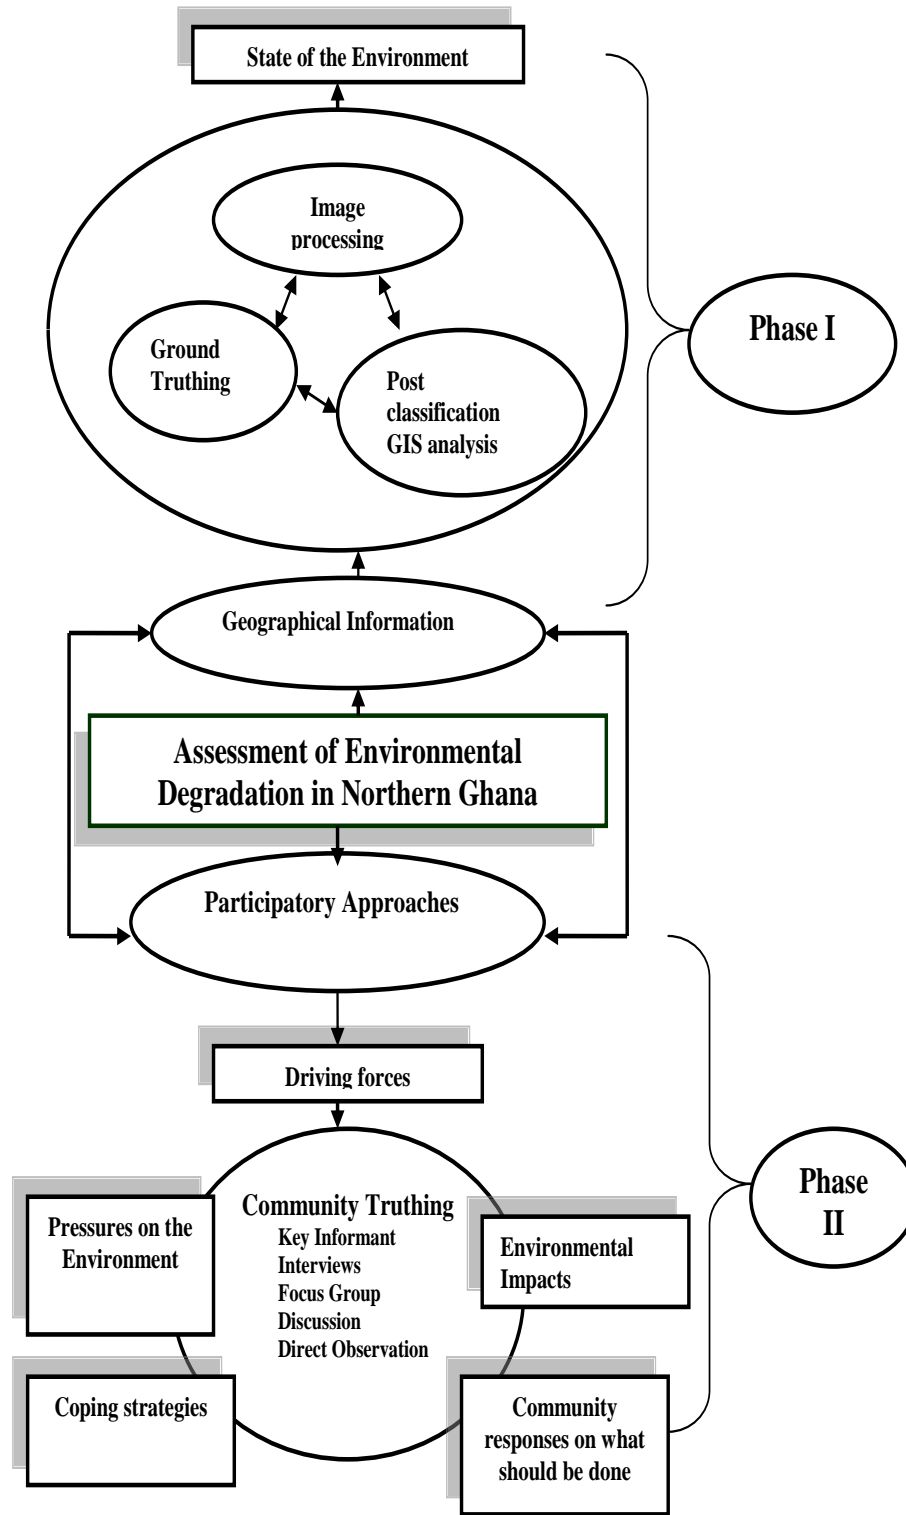 State of the Environment
Image
processing
Ground
Truthing
Post
classification
GIS analysis
Phase I
Geographical Information
Assessment of Environmental
Degradation in Northern Ghana
Participatory Approaches
Driving forces
Community Truthing
Key Informant
Interviews
Focus Group
Discussion
Direct Observation
Pressures on the
Environment
Environmental
Impacts
Phase
II
Coping strategies
Community
responses on what
should be done